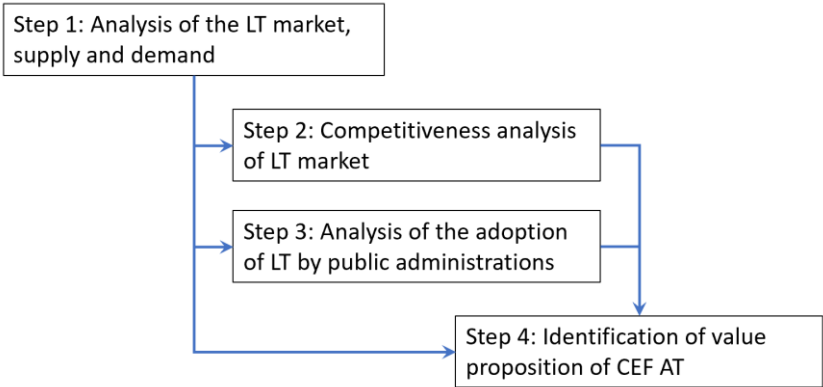 Step 1: Analysis of the LT market,
supply and demand
Step 2: Competitiveness analysis
of LT market
Step 3: Analysis of the adoption
of LT by public administrations
Step 4: Identification of value
proposition of CEF AT